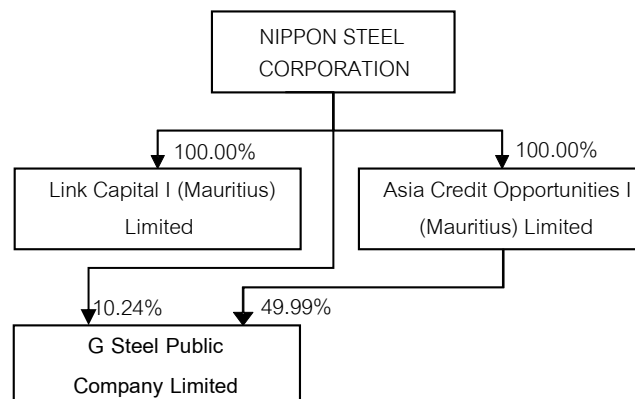 NIPPON STEEL
CORPORATION
100.00%
100.00%
Link Capital I (Mauritius)
Limited
Asia Credit Opportunities I
(Mauritius) Limited
10.24%
49.99%
G Steel Public
Company Limited